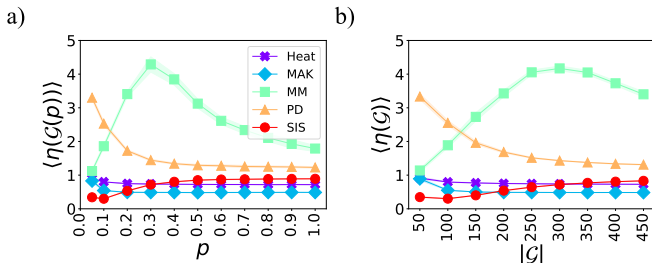 a)
⟨η(𝒢(p))⟩
5
4
3
2
1
0
0.0 0.1 0.2 0.3 0.4 0.5 0.6 0.7 0.8 0.9 1.0
p
Heat
MAK
MM
PD
SIS
b)
⟨η(𝒢)⟩
5
4
3
2
1
0
50 100 150 200 250 300 350 400 450
|𝒢|